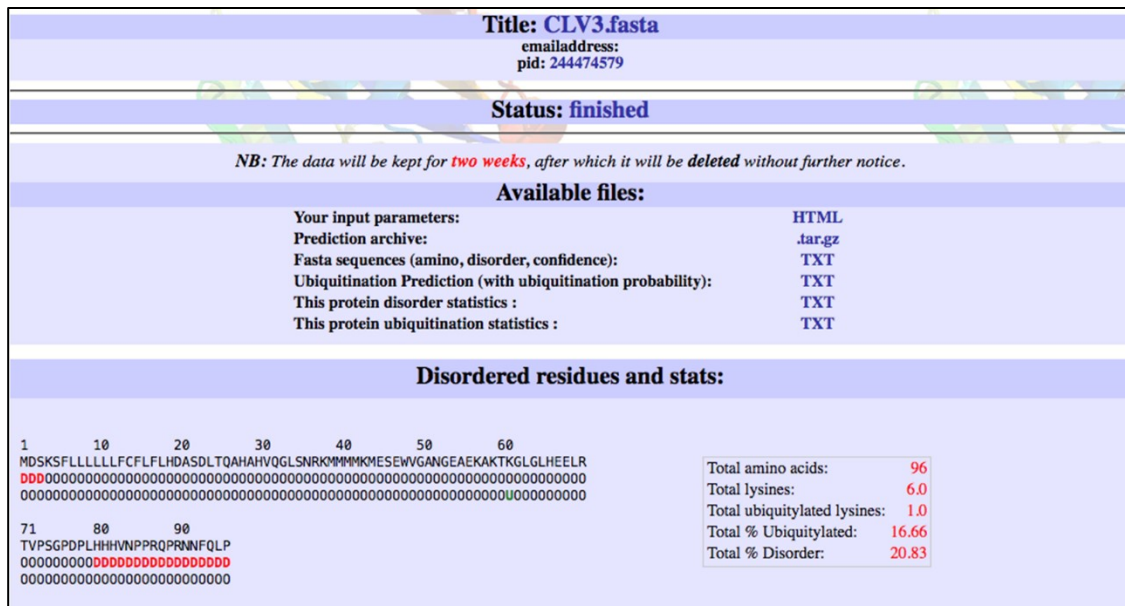 Title: CLV3.fasta
emailaddress:
pid: 244474579
Status: finished
NB: The data will be kept for two weeks, after which it will be deleted without further notice.
Available files:
Your input parameters: HTML
Prediction archive: .tar.gz
Fasta sequences (amino, disorder, confidence): TXT
Ubiquitination Prediction (with ubiquitination probability): TXT
This protein disorder statistics : TXT
This protein ubiquitination statistics : TXT
Disordered residues and stats:
1 10 20 30 40 50 60
MDSKSFLLLLLLFCFLFLHDASDLTQAHAHVQGLSNRKMMMMKMESEWVGANGEAEKAKTKGLGLHEELR
DDDOOOOOOOOOOOOOOOOOOOOOOOOOOOOOOOOOOOOOOOOOOOOOOOOOOOOOOOOOOOOOOOOOOO
OOOOOOOOOOOOOOOOOOOOOOOOOOOOOOOOOOOOOOOOOOOOOOOOOOOOOOOOOOOOUOOOOOOOOO
71 80 90
TVPSGPDPLHHHVNPPRQPRNNFQLP
OOOOOOOOODDDDDDDDDDDDDDDDD
OOOOOOOOOOOOOOOOOOOOOOOOOO
Total amino acids: 96
Total lysines: 6.0
Total ubiquitylated lysines: 1.0
Total % Ubiquitylated: 16.66
Total % Disorder: 20.83